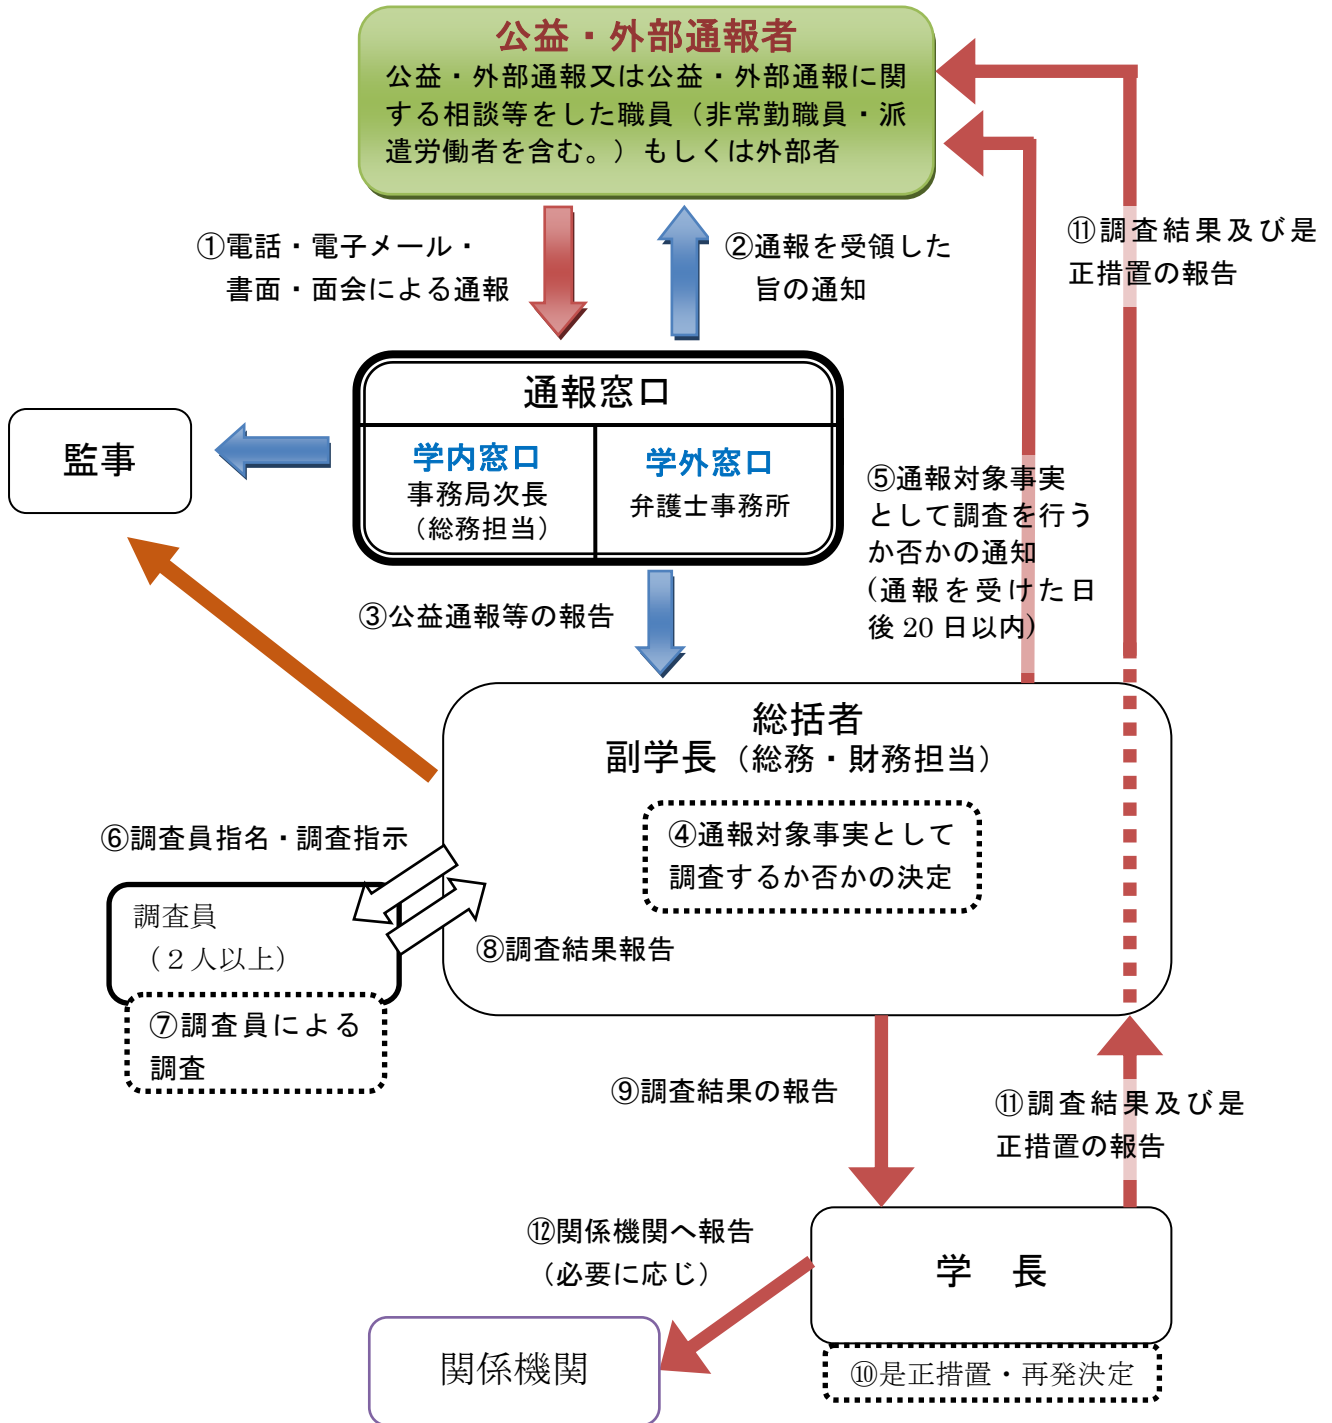 公益・外部通報者
公益・外部通報又は公益・外部通報に関
する相談等をした職員（非常勤職員・派
遣労働者を含む。）もしくは外部者
①電話・電子メール・
書面・面会による通報
②通報を受領した
旨の通知
⑪調査結果及び是
正措置の報告
通報窓口
監事
学内窓口
事務局次長
（総務担当）
学外窓口
弁護士事務所
⑤通報対象事実
として調査を行う
か否かの通知
(通報を受けた日
後 20 日以内)
③公益通報等の報告
総括者
副学長（総務・財務担当）
④通報対象事実として
調査するか否かの決定
⑥調査員指名・調査指示
調査員
（２人以上）
⑧調査結果報告
⑦調査員による
調査
⑨調査結果の報告
⑪調査結果及び是
正措置の報告
⑫関係機関へ報告
（必要に応じ）
学　長
関係機関
⑩是正措置・再発決定